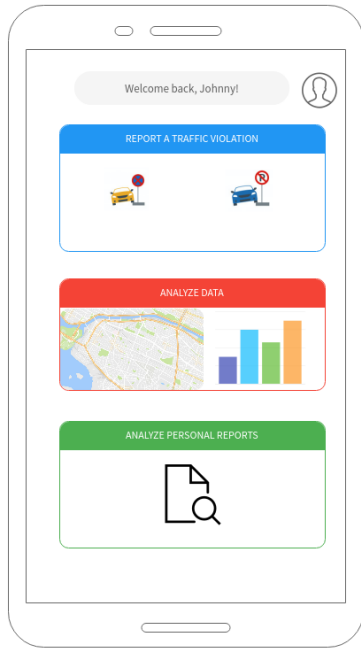 Welcome back, Johnny!
REPORT A TRAFFIC VIOLATION
ANALYZE DATA
ANALYZE PERSONAL REPORTS